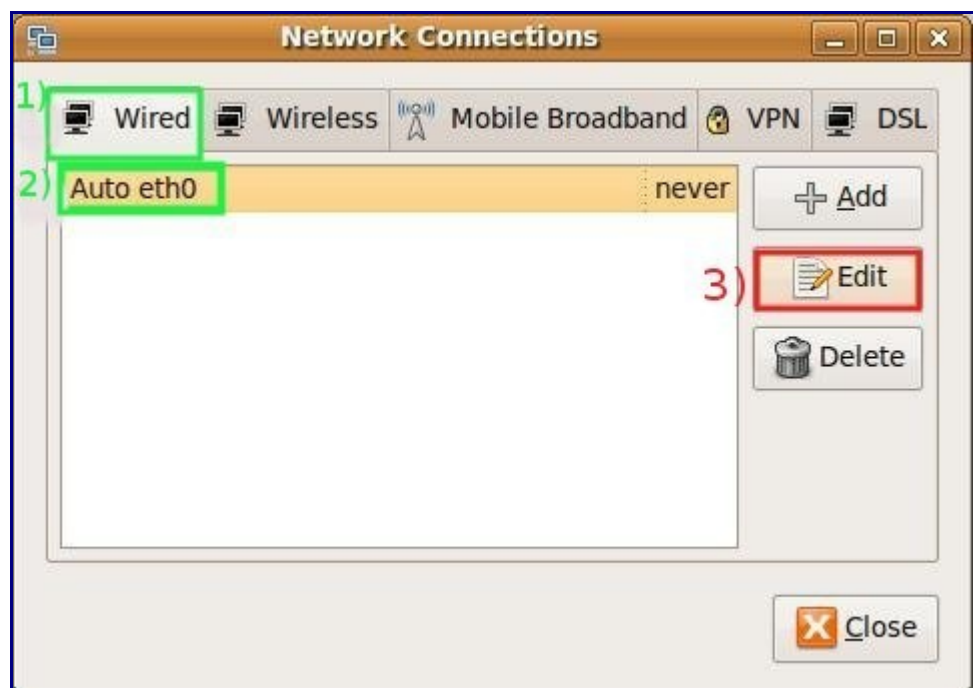 Network Connections
1) Wired Wireless Mobile Broadband VPN DSL
2) Auto eth0 never
Add
3) Edit
Delete
Close